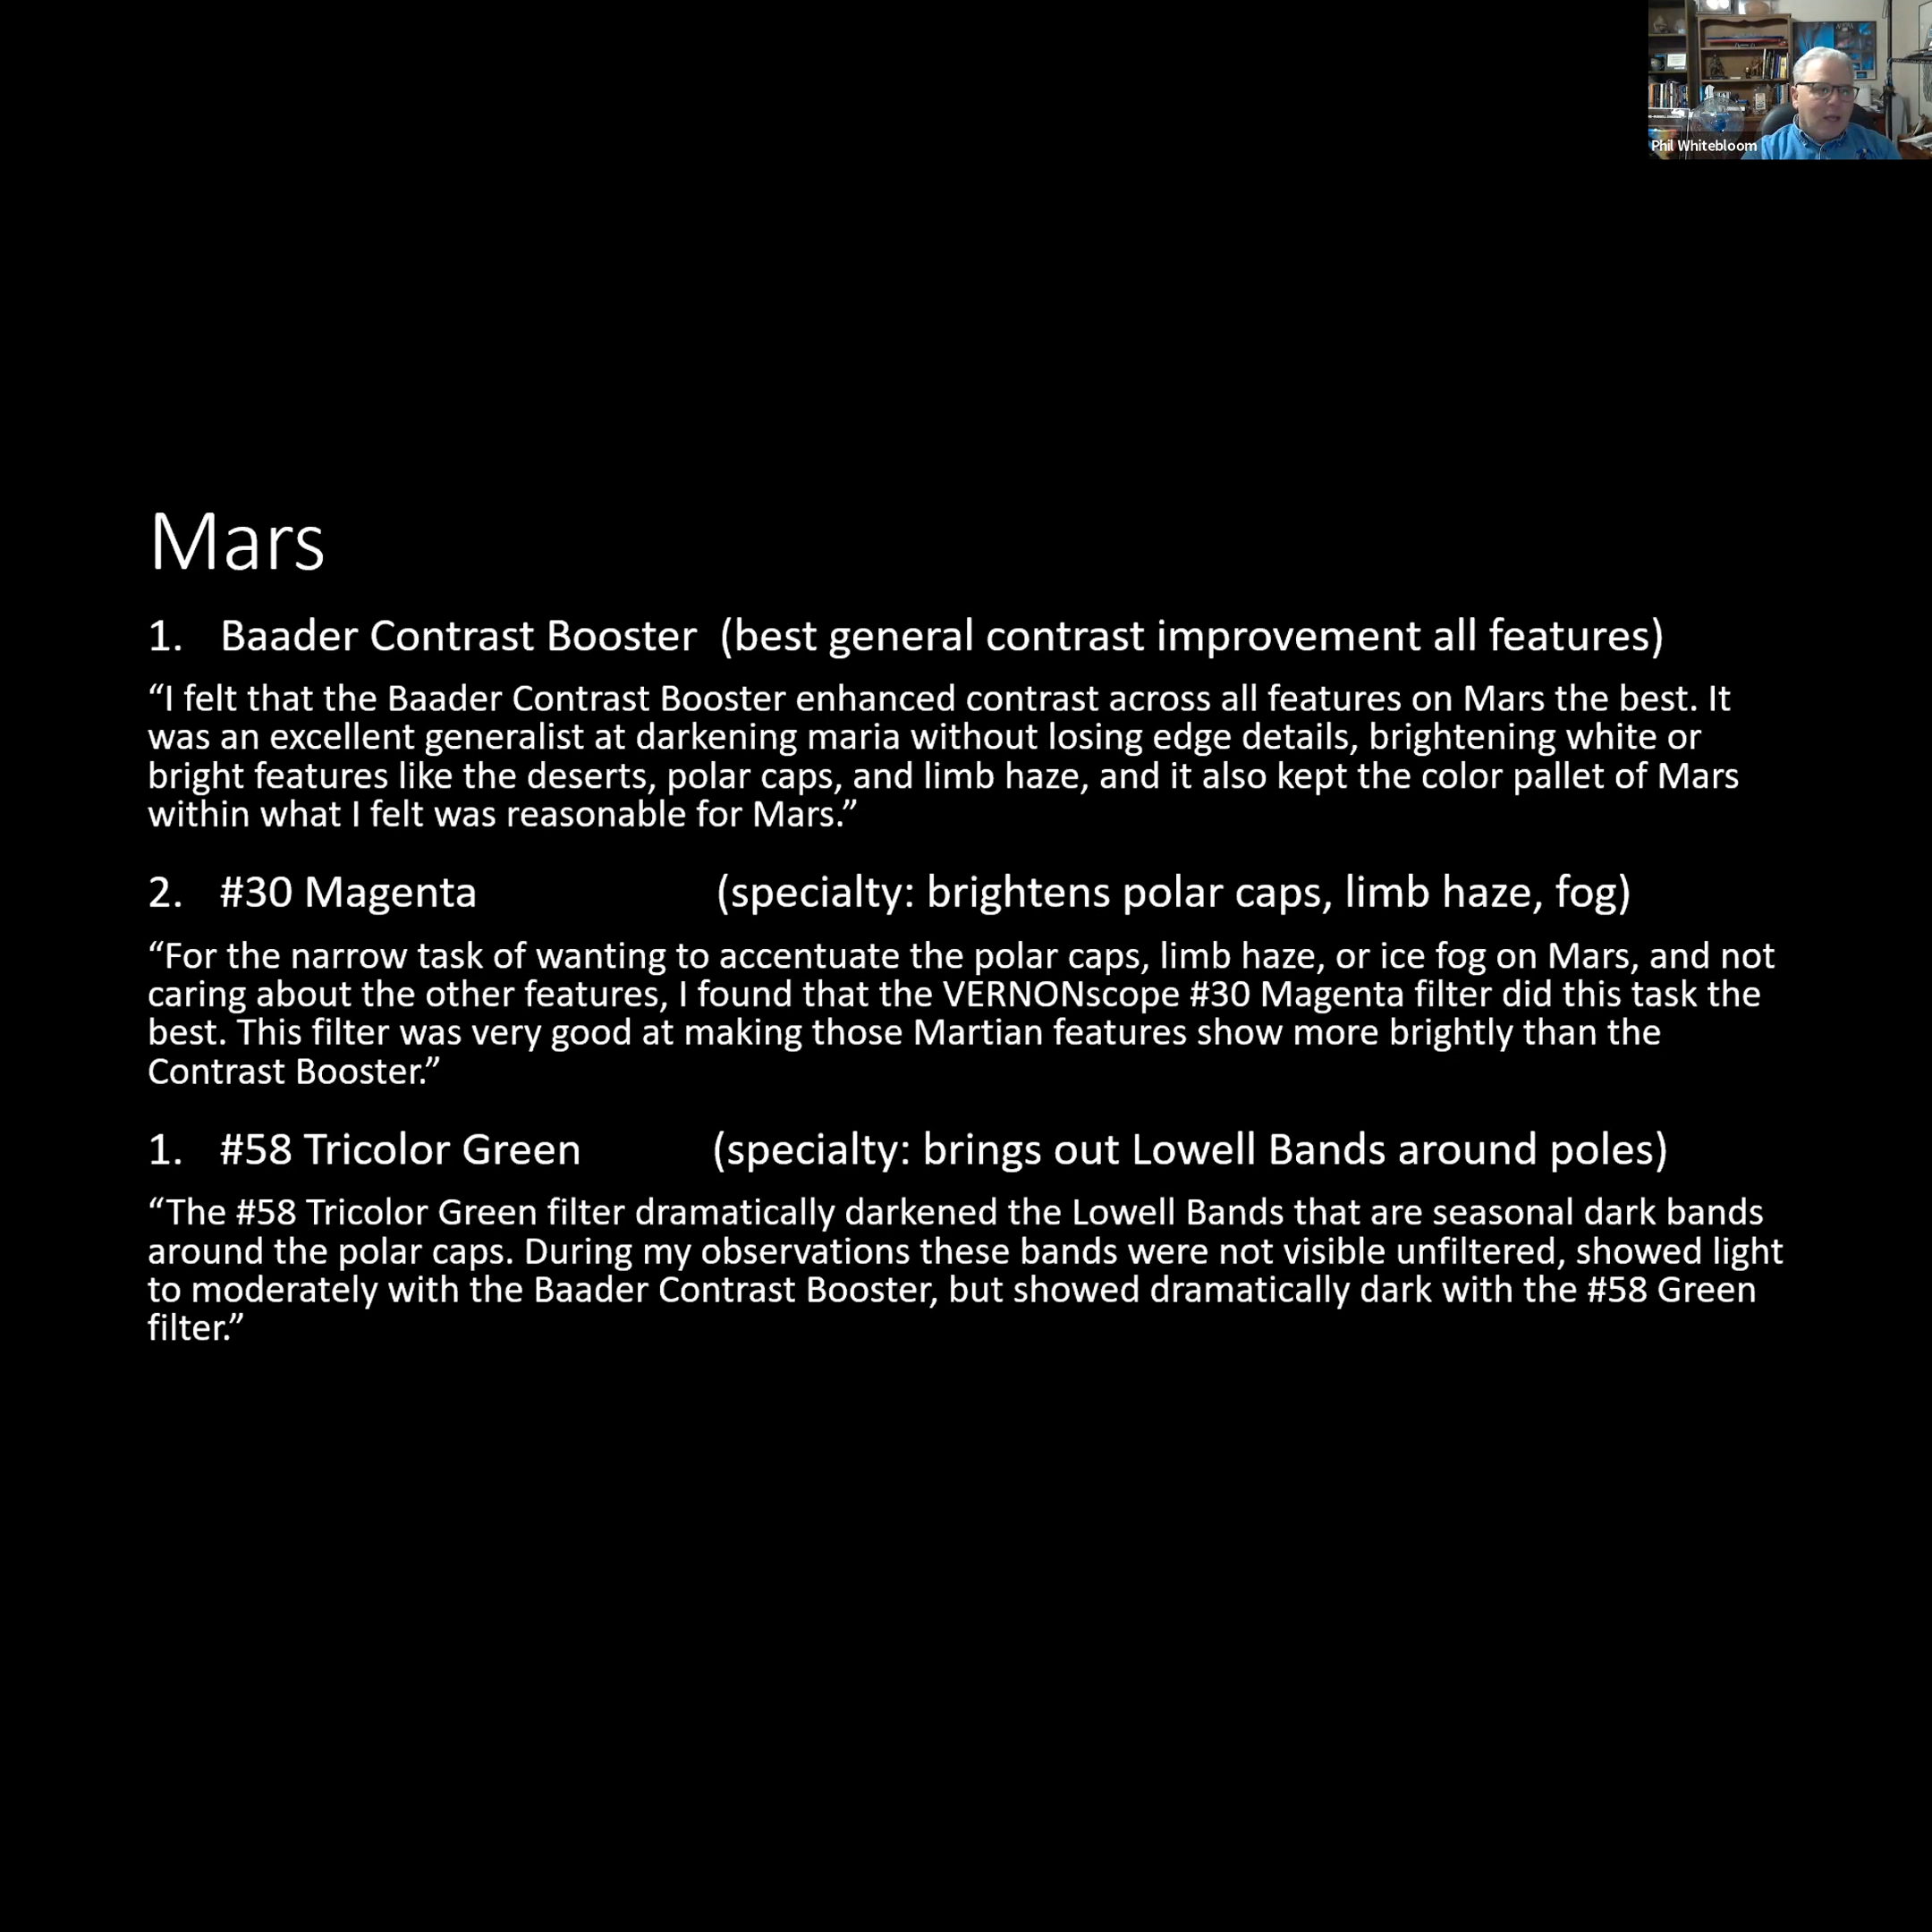 Phil Whitebloom
Mars
1. Baader Contrast Booster (best general contrast improvement all features)
“I felt that the Baader Contrast Booster enhanced contrast across all features on Mars the best. It
was an excellent generalist at darkening maria without losing edge details, brightening white or
bright features like the deserts, polar caps, and limb haze, and it also kept the color pallet of Mars
within what I felt was reasonable for Mars.”
2. #30 Magenta (specialty: brightens polar caps, limb haze, fog)
“For the narrow task of wanting to accentuate the polar caps, limb haze, or ice fog on Mars, and not
caring about the other features, I found that the VERNONscope #30 Magenta filter did this task the
best. This filter was very good at making those Martian features show more brightly than the
Contrast Booster.”
1. #58 Tricolor Green (specialty: brings out Lowell Bands around poles)
“The #58 Tricolor Green filter dramatically darkened the Lowell Bands that are seasonal dark bands
around the polar caps. During my observations these bands were not visible unfiltered, showed light
to moderately with the Baader Contrast Booster, but showed dramatically dark with the #58 Green
filter.”